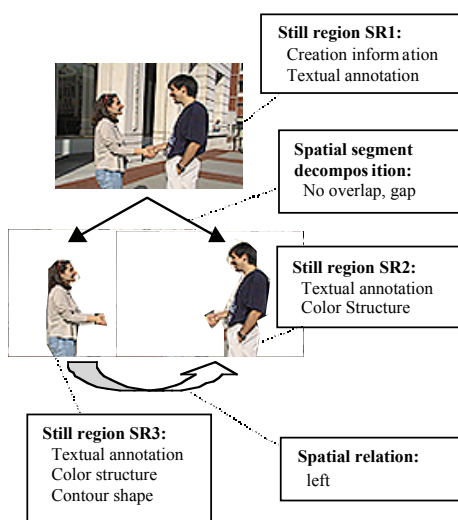 Still region SR1:
Creation information
Textual annotation
Spatial segment
decomposition:
No overlap, gap
Still region SR2:
Textual annotation
Color Structure
Still region SR3:
Textual annotation
Color structure
Contour shape
Spatial relation:
left